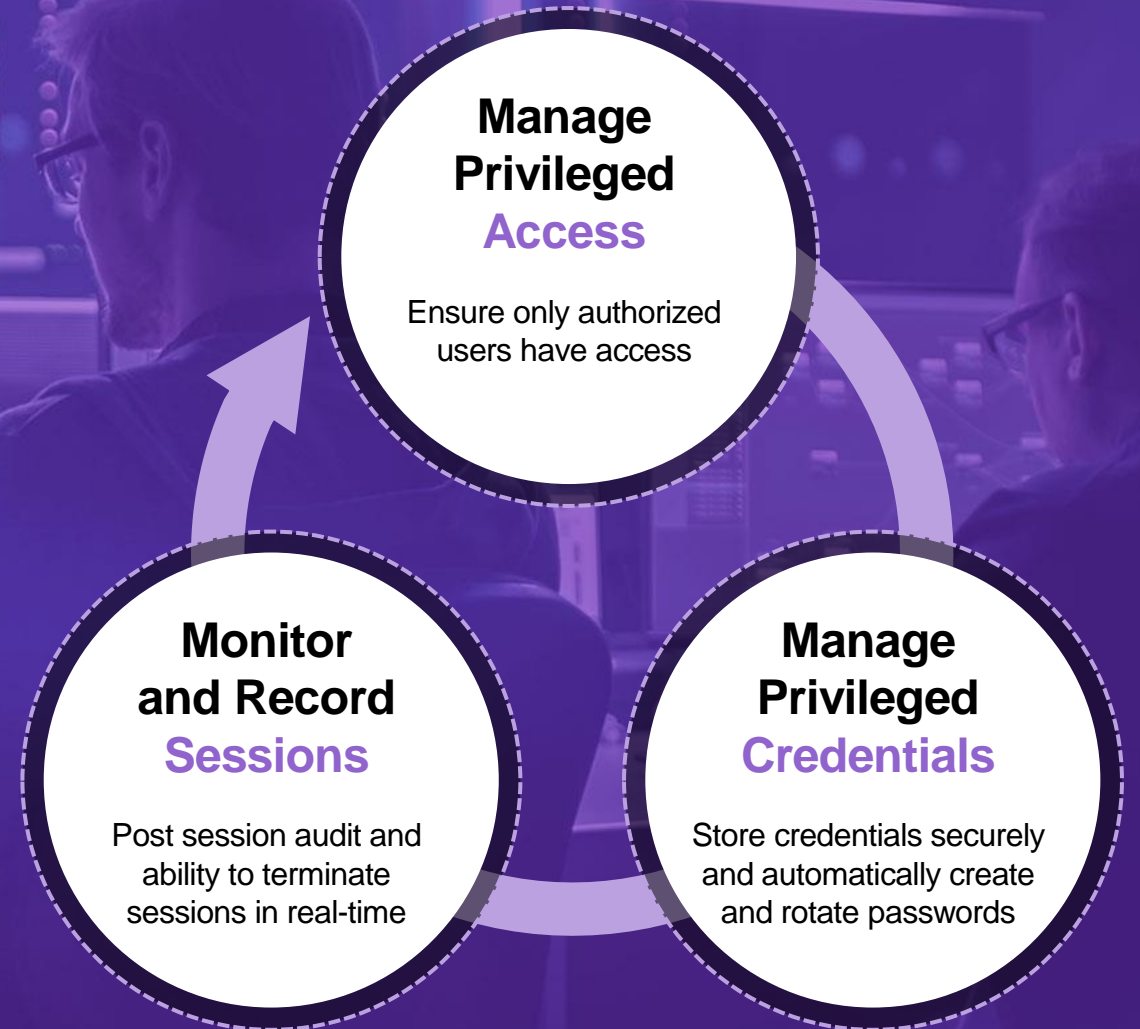 Manage
Privileged
Access
Ensure only authorized
users have access
Monitor
and Record
Sessions
Post session audit and
ability to terminate
sessions in real-time
Manage
Privileged
Credentials
Store credentials securely
and automatically create
and rotate passwords